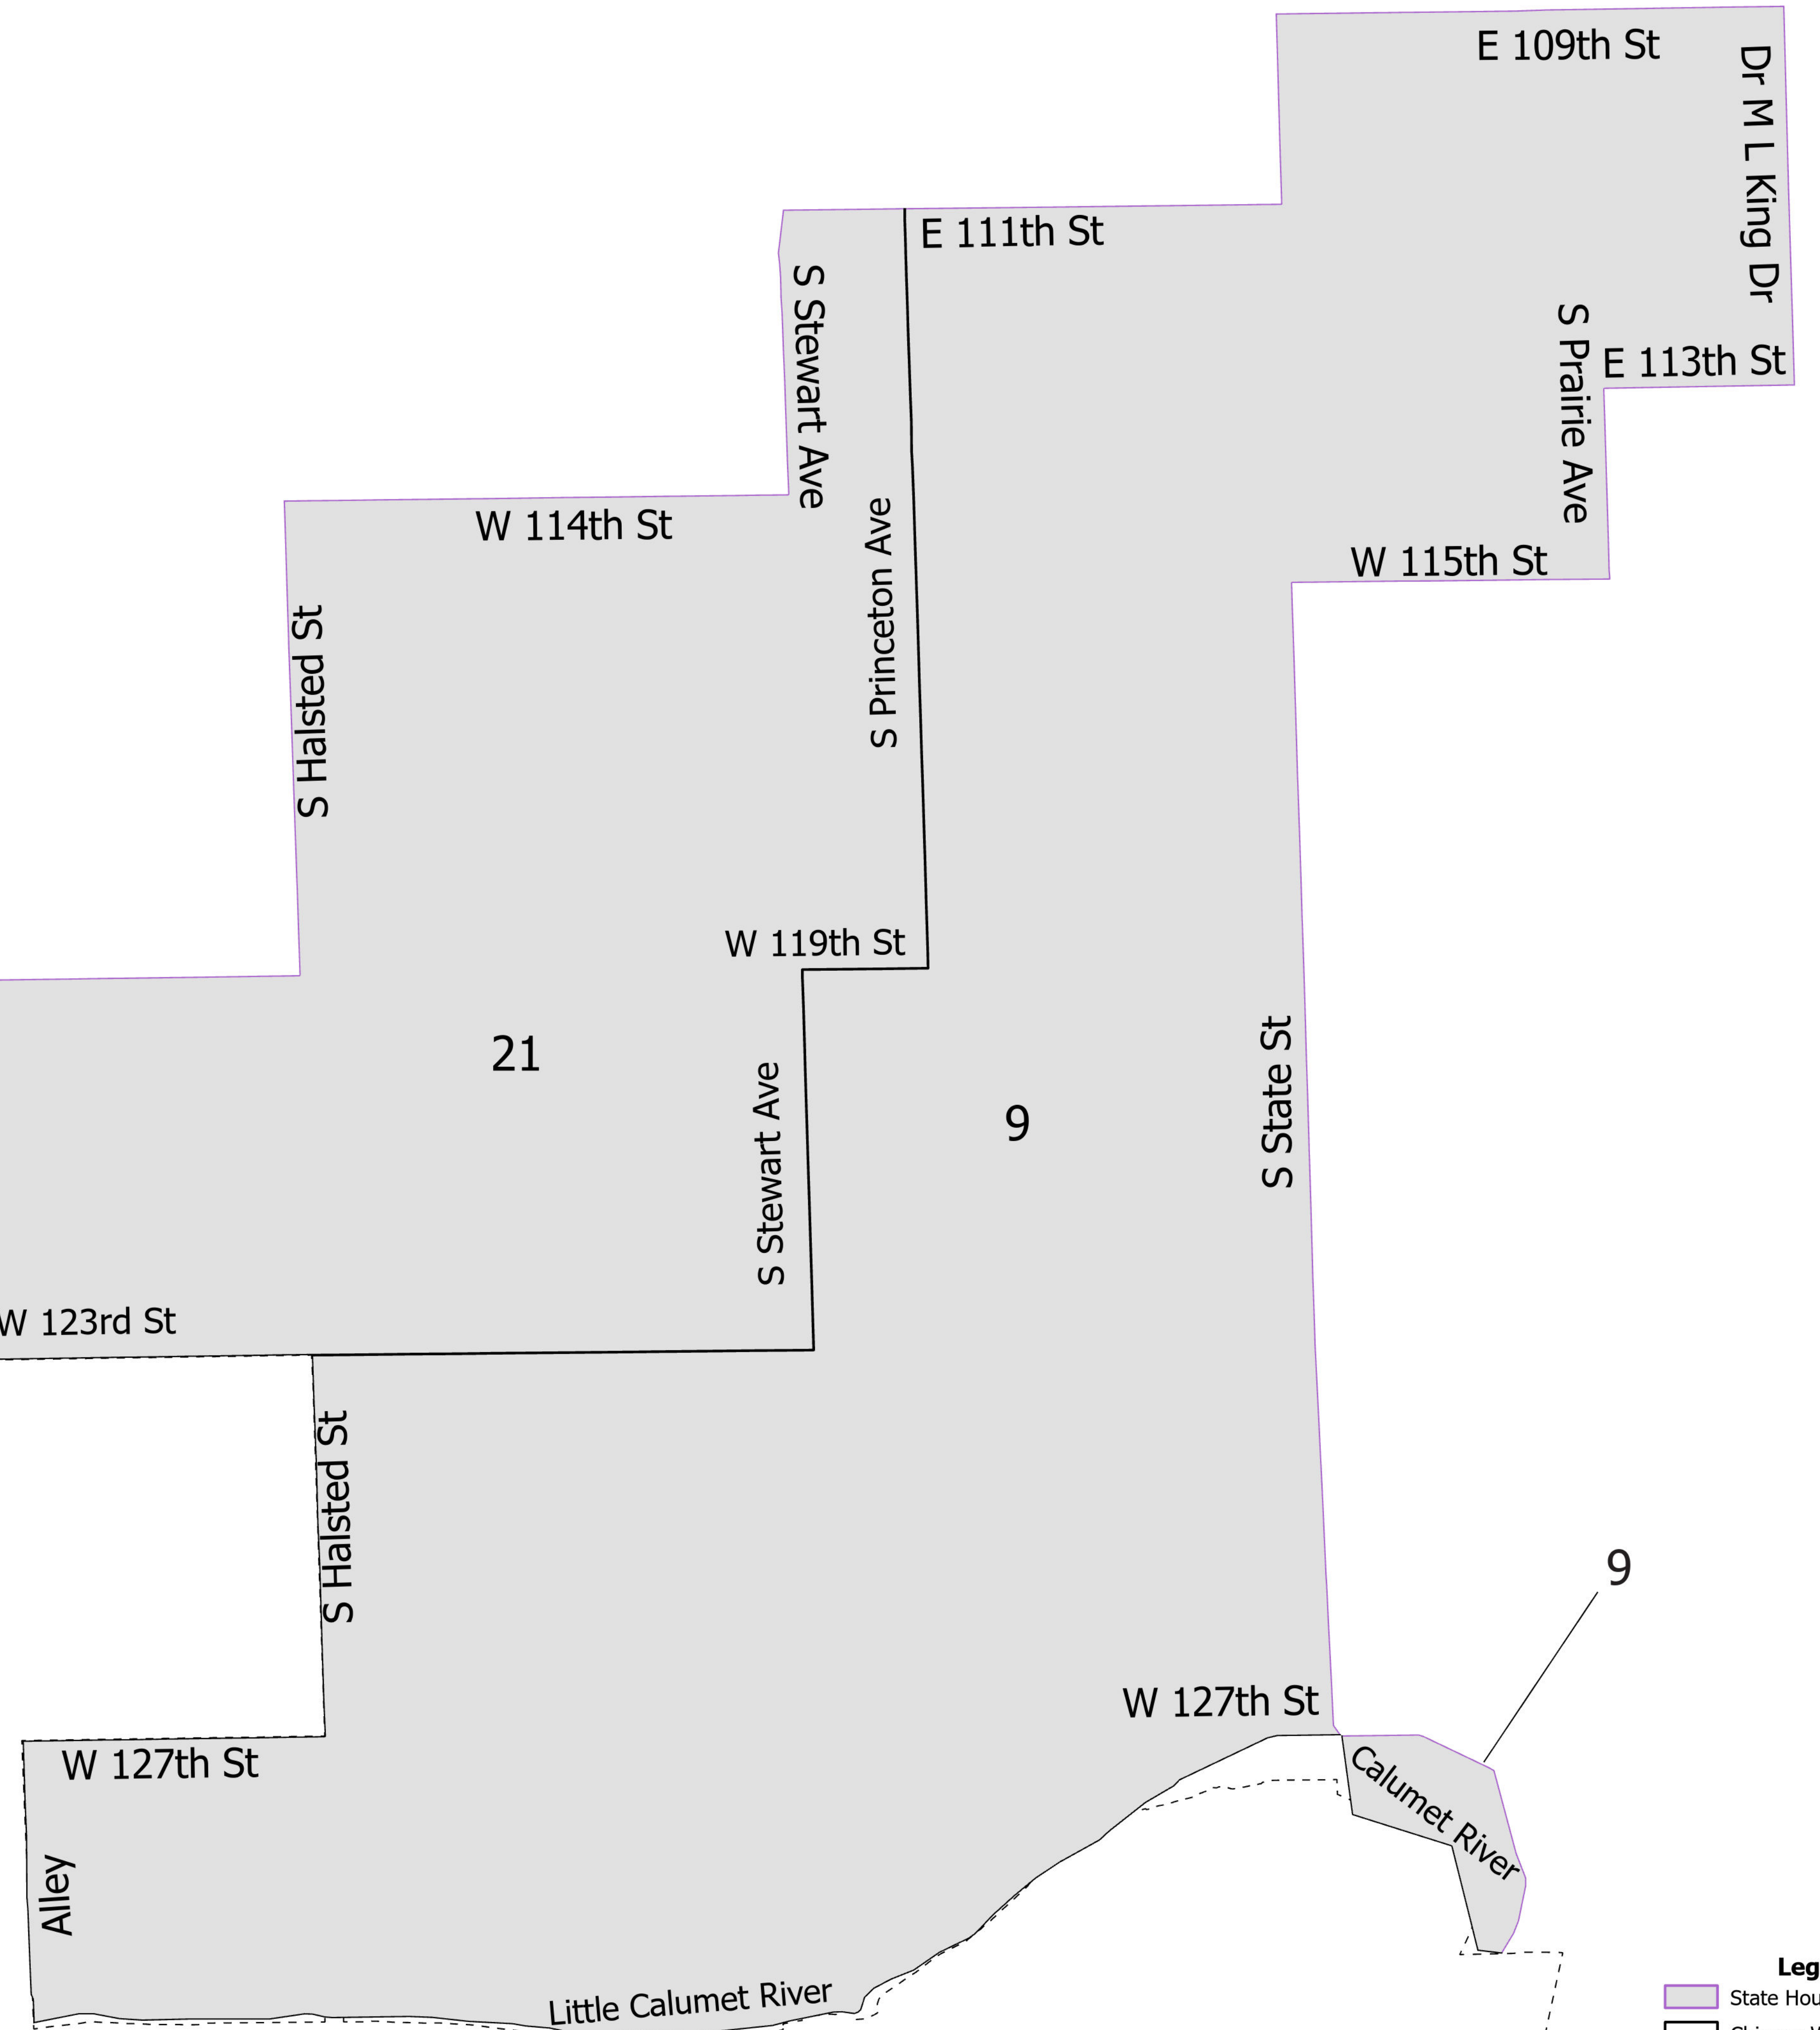 E 109th St
Dr M L King Dr
E 111th St
S Stewart Ave
S Prairie Ave
E 113th St
W 114th St
S Princeton Ave
W 115th St
S Halsted St
W 119th St
21
9
S State St
S Stewart Ave
W 123rd St
S Halsted St
9
W 127th St
W 127th St
Calumet River
Alley
Little Calumet River
Leg
State Hou